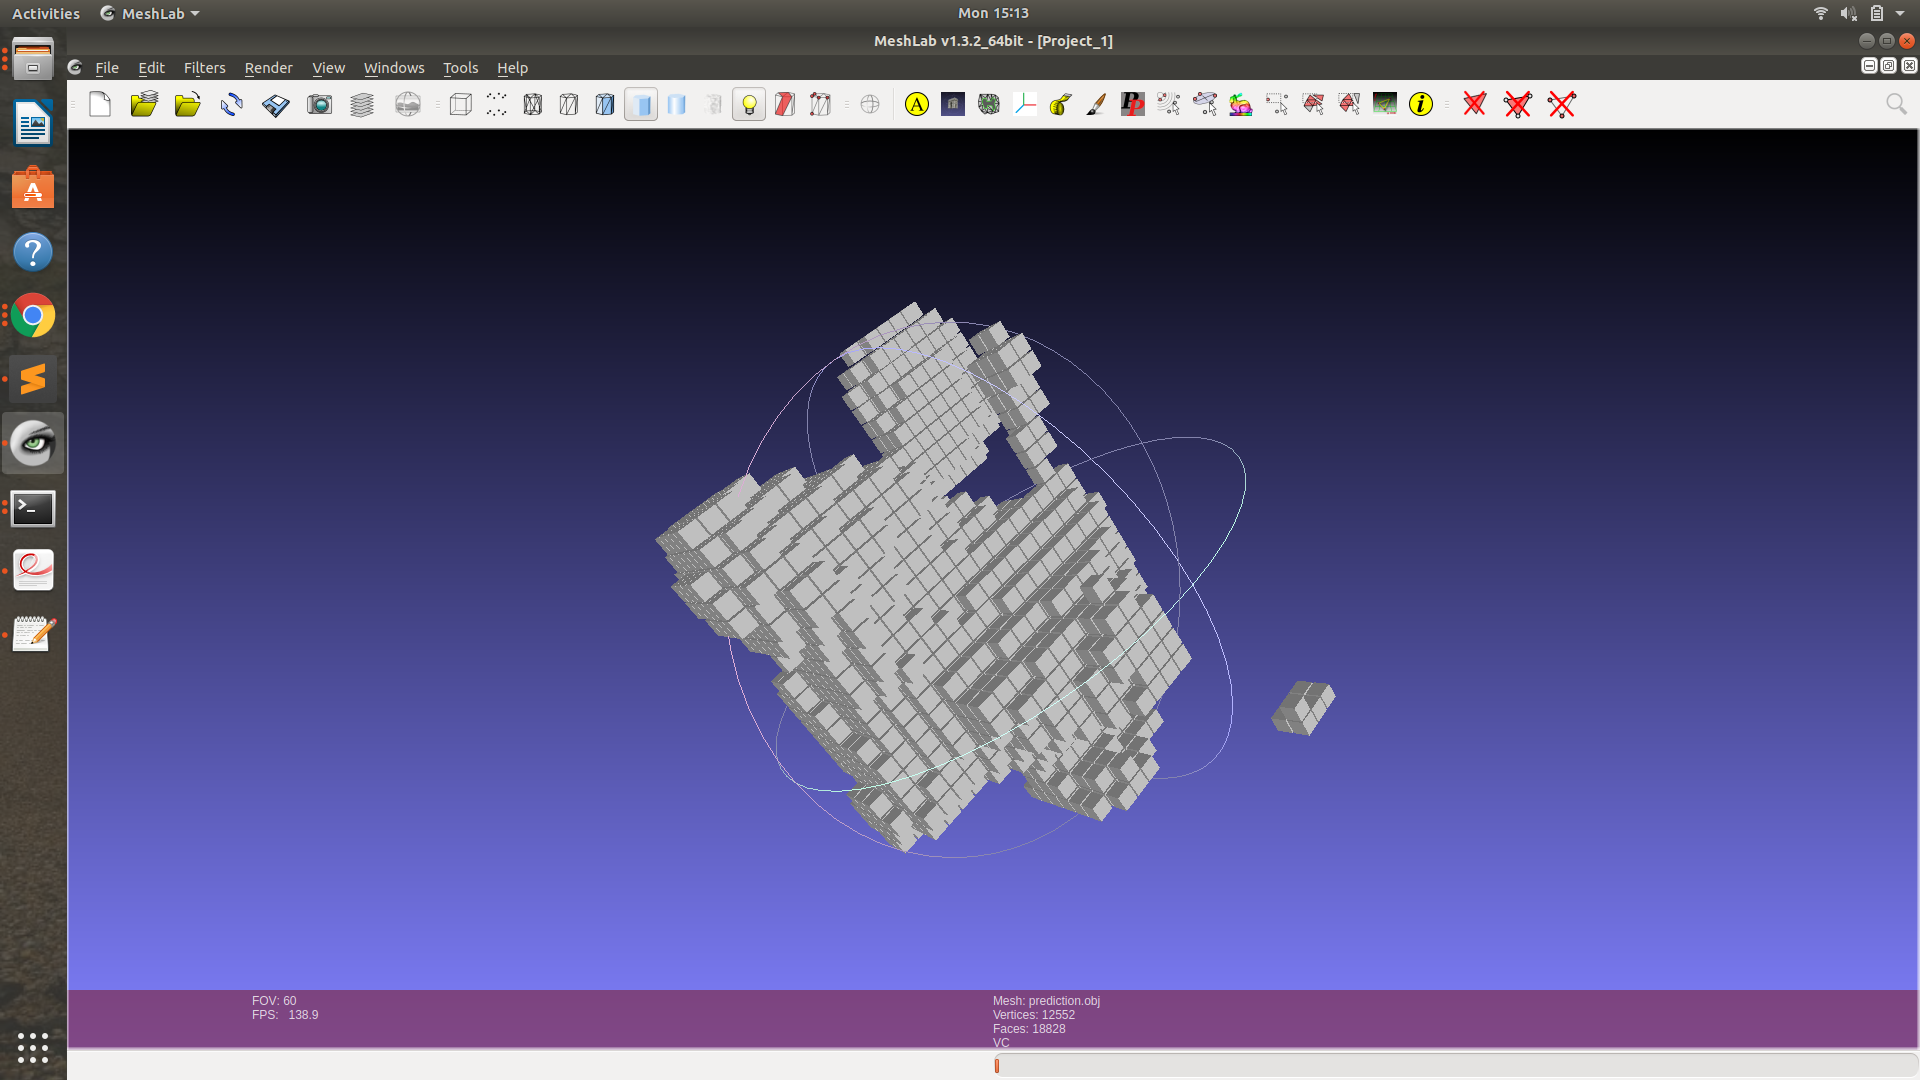 Activities
MeshLab
Mon 15:13
MeshLab v1.3.2_64bit - [Project_1]
File Edit Filters Render View Windows Tools Help
A
PP
i
FOV: 60
FPS: 138.9
Mesh: prediction.obj
Vertices: 12552
Faces: 18828
VC